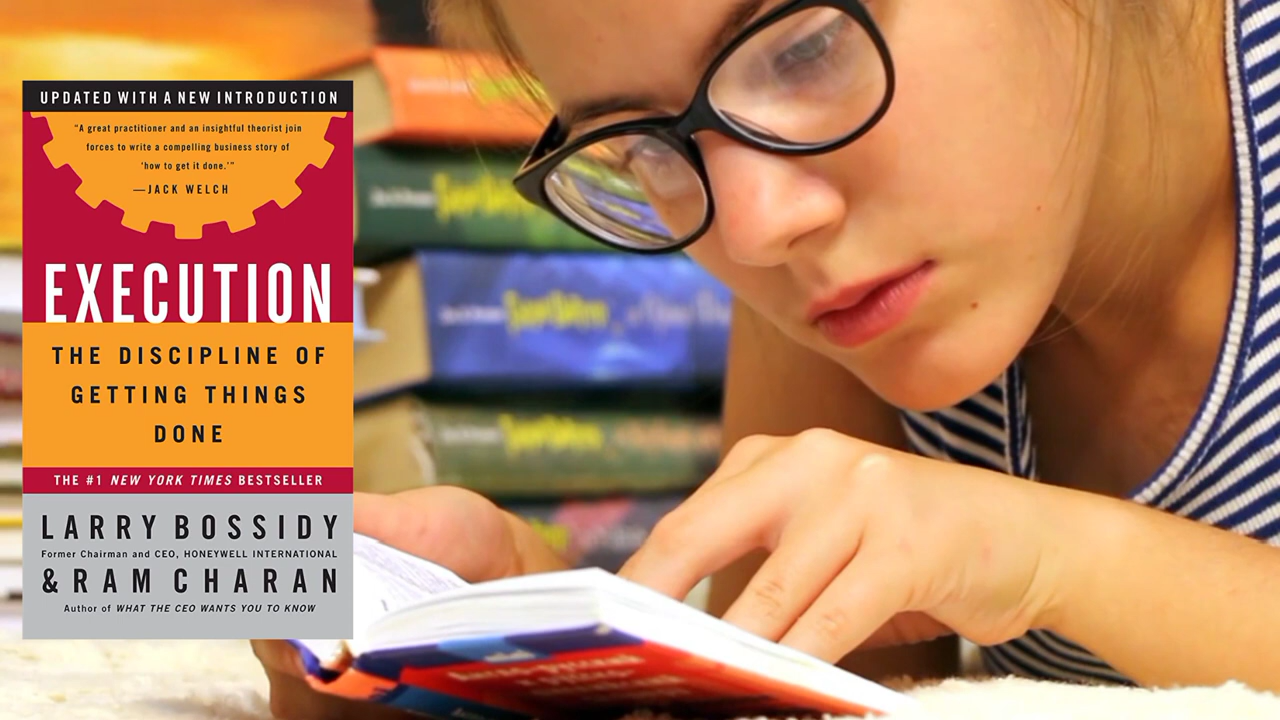 UPDATED WITH A NEW INTRODUCTION
"A great practitioner and an insightful theorist join
forces to write a compelling business story of
'how to get it done.'"
—JACK WELCH
EXECUTION
THE DISCIPLINE OF
GETTING THINGS
DONE
THE #1 NEW YORK TIMES BESTSELLER
LARRY BOSSIDY
Former Chairman and CEO, HONEYWELL INTERNATIONAL
& RAM CHARAN
Author of WHAT THE CEO WANTS YOU TO KNOW